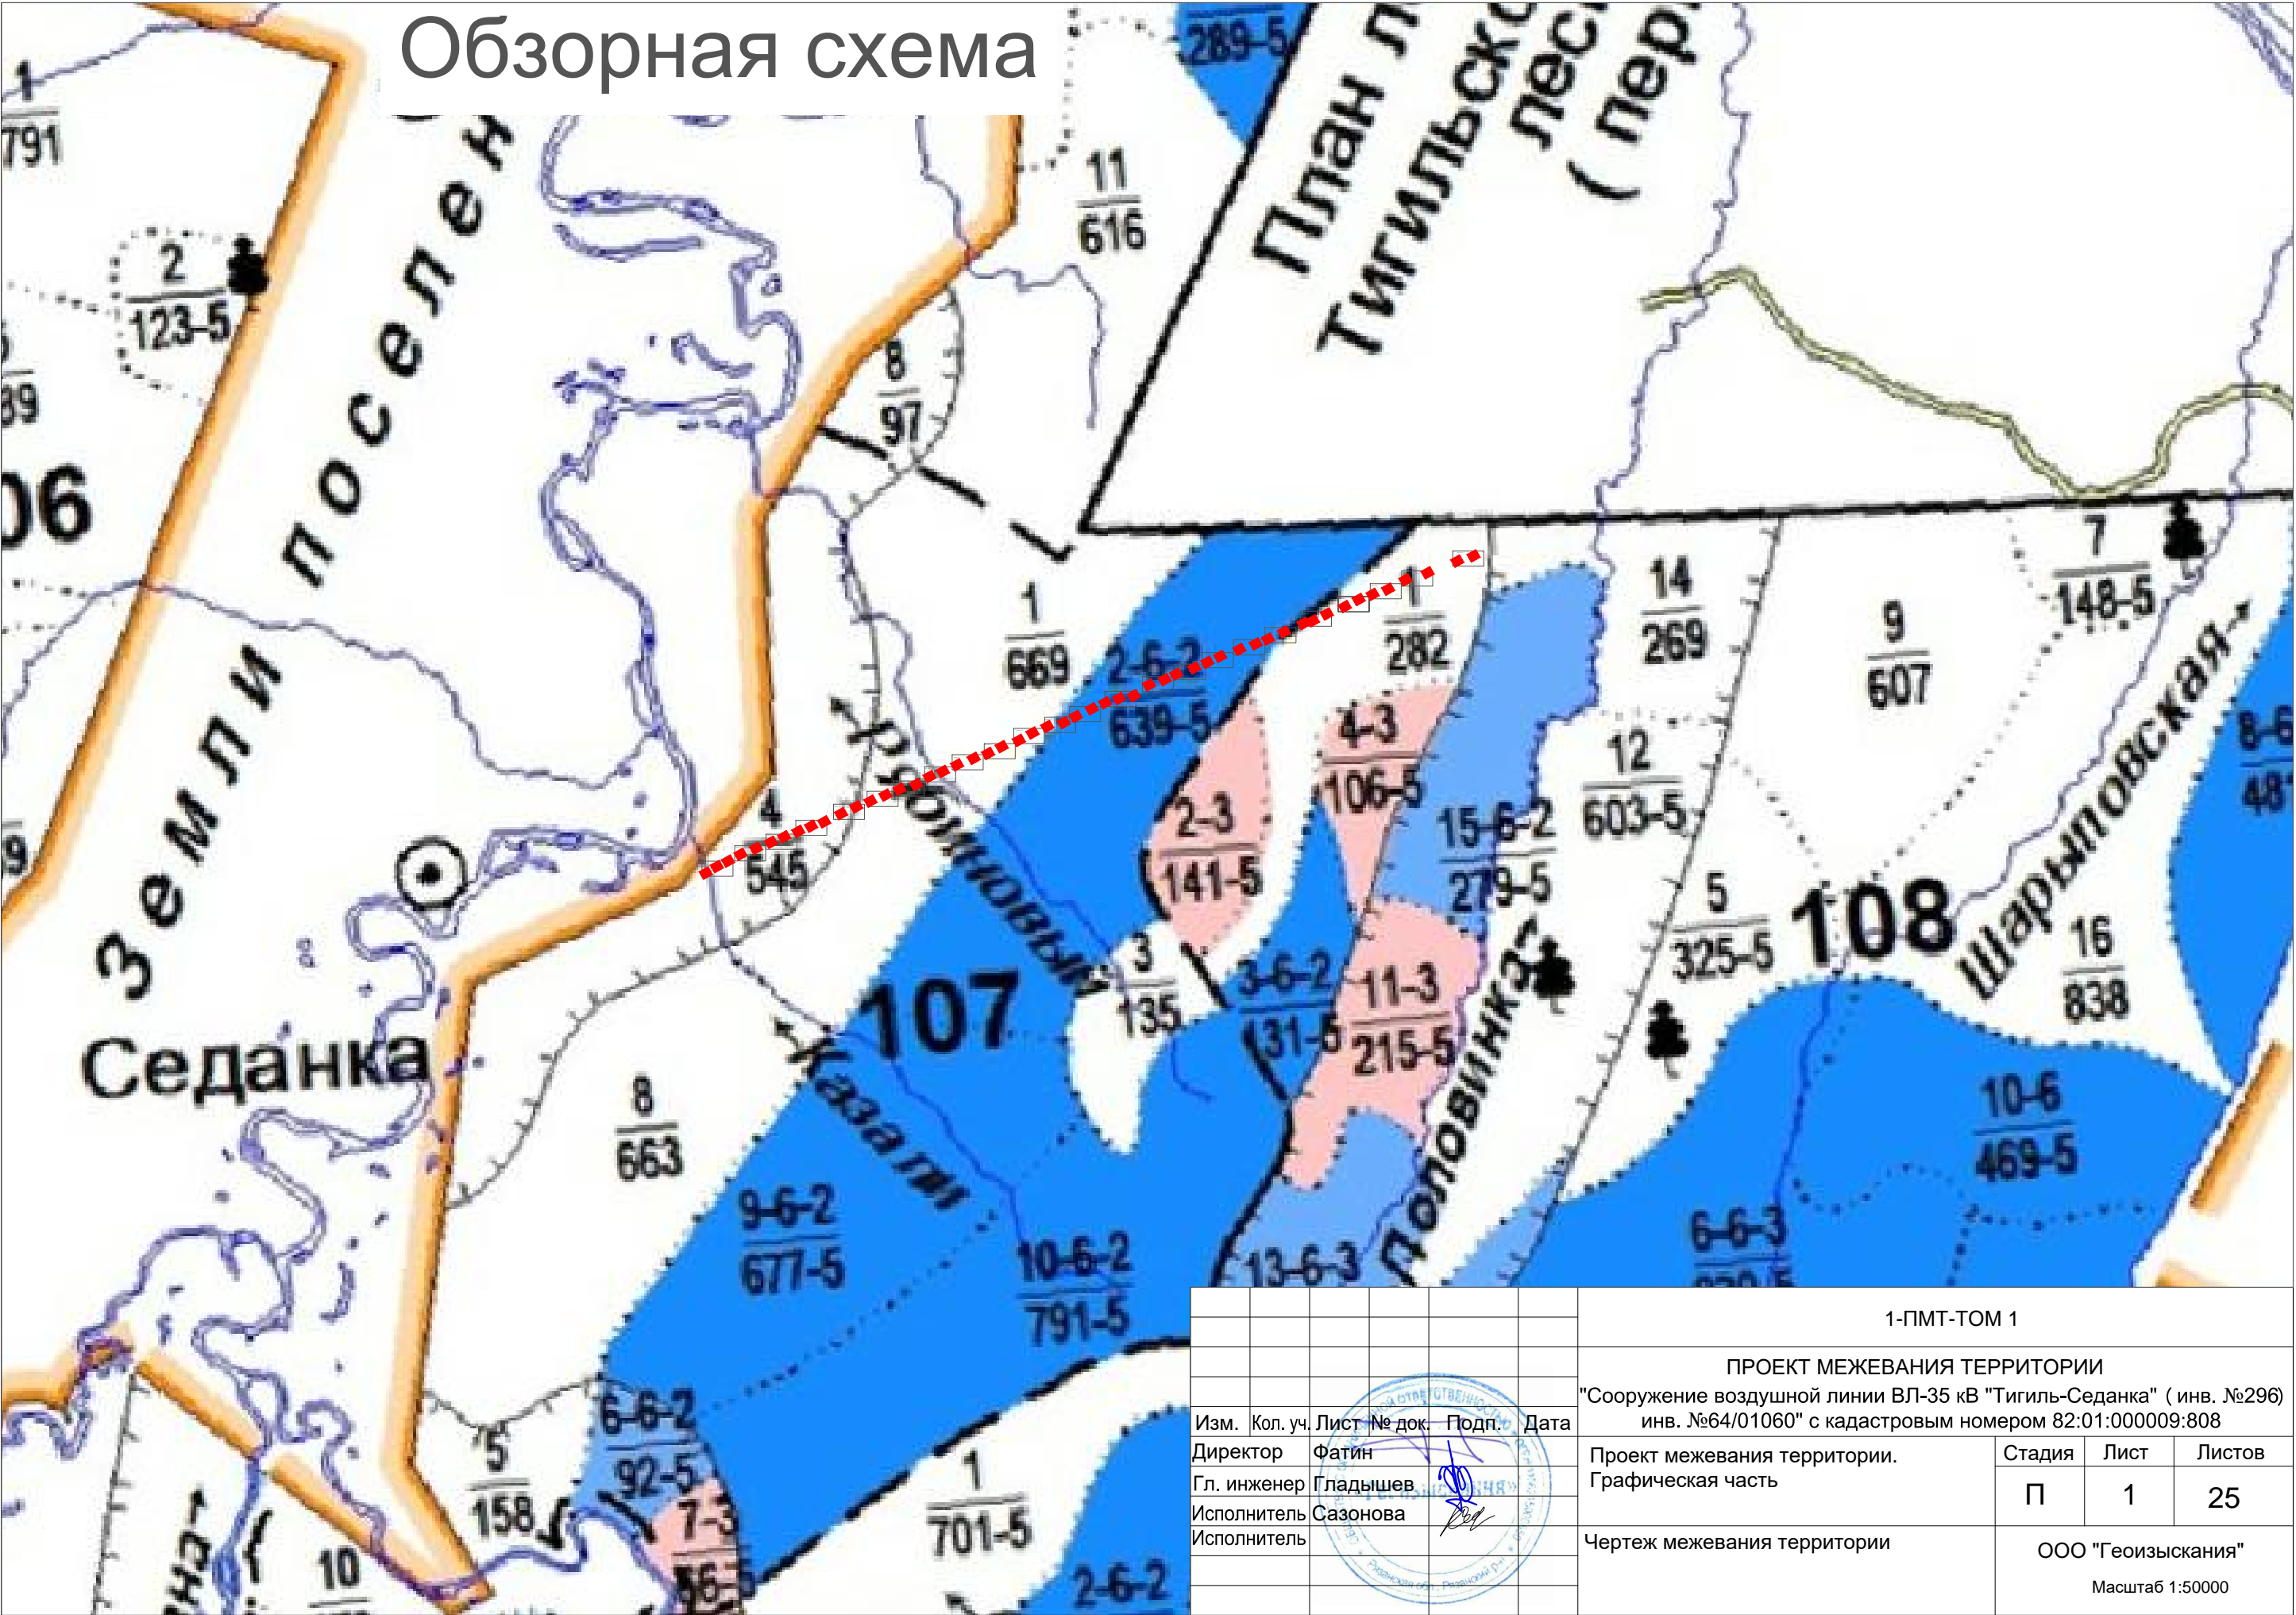 Обзорная схема
289-5
1
791
2
123-5
11
616
8
97
План
Тигильско
06
39
Земли поселен
1
669
2-6-2
639-5
1
282
14
269
7
148-5
9
607
4
545
4-3
106-5
2-3
141-5
12
603-5
15-6-2
279-5
8-6
48
Рябиновый
5
325-5
108
16
838
Шарыповская
Седанка
107
3
135
3-6-2
131-5
11-3
215-5
Половинка
8
663
Казали
9-6-2
677-5
10-6-2
791-5
10-6
469-5
6-6-3
13-6-3
6-6-2
92-5
5
158
7-3
56-
1
701-5
10
2-6-2
1-ПМТ-ТОМ 1
ПРОЕКТ МЕЖЕВАНИЯ ТЕРРИТОРИИ
"Сооружение воздушной линии ВЛ-35 кВ "Тигиль-Седанка" ( инв. №296)
инв. №64/01060" с кадастровым номером 82:01:000009:808
Изм. Кол. уч. Лист № док. Подп. Дата
Директор Фатин
Гл. инженер Гладышев
Исполнитель Сазонова
Исполнитель
Проект межевания территории.
Графическая часть
Стадия Лист Листов
П 1 25
Чертеж межевания территории
ООО "Геоизыскания"
Масштаб 1:50000